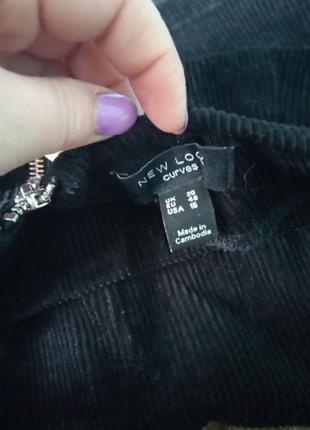 NEW LOO
curves
UK 20
EU 48
USA 16
Made in
Cambodia